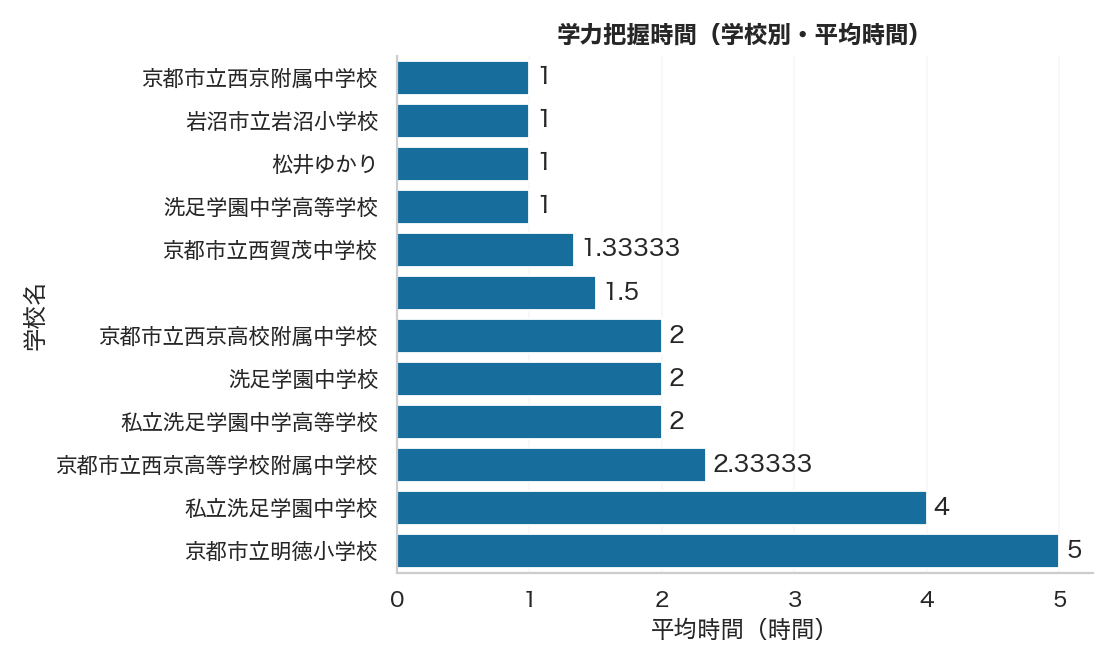 学力把握時間（学校別・平均時間）
京都市立西京附属中学校 1
岩沼市立岩沼小学校 1
松井ゆかり 1
洗足学園中学高等学校 1
京都市立西賀茂中学校 1.33333
1.5
京都市立西京高校附属中学校 2
洗足学園中学校 2
私立洗足学園中学高等学校 2
京都市立西京高等学校附属中学校 2.33333
私立洗足学園中学校 4
京都市立明徳小学校 5
学校名
0 1 2 3 4 5
平均時間（時間）